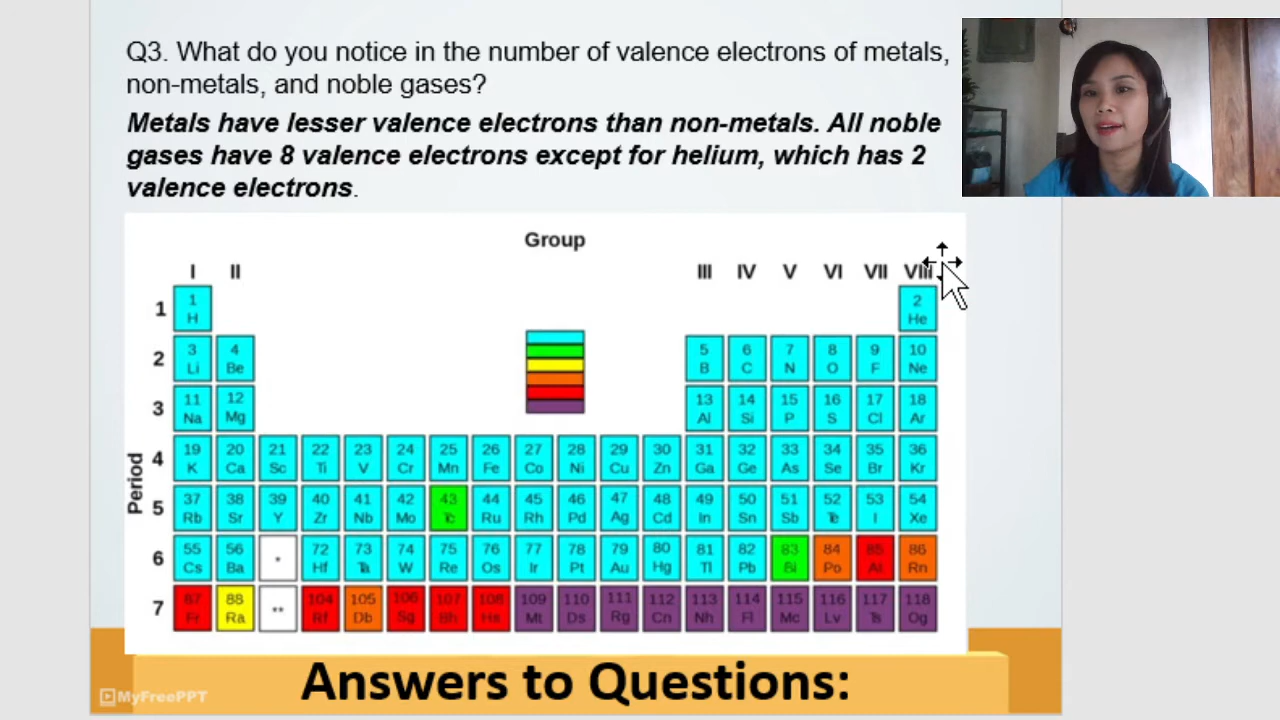 Q3. What do you notice in the number of valence electrons of metals,
non-metals, and noble gases?
Metals have lesser valence electrons than non-metals. All noble
gases have 8 valence electrons except for helium, which has 2
valence electrons.
Group
I II III IV V VI VII VIII
1 2
1 H He
3 4 5 6 7 8 9 10
2 Li Be B C N O F Ne
11 12 13 14 15 16 17 18
3 Na Mg Al Si P S Cl Ar
Period
19 20 21 22 23 24 25 26 27 28 29 30 31 32 33 34 35 36
4 K Ca Sc Ti V Cr Mn Fe Co Ni Cu Zn Ga Ge As Se Br Kr
37 38 39 40 41 42 43 44 45 46 47 48 49 50 51 52 53 54
5 Rb Sr Y Zr Nb Mo Tc Ru Rh Pd Ag Cd In Sn Sb Te I Xe
55 56 72 73 74 75 76 77 78 79 80 81 82 83 84 85 86
6 Cs Ba * Hf Ta W Re Os Ir Pt Au Hg Tl Pb Bi Po At Rn
87 88 104 105 106 107 108 109 110 111 112 113 114 115 116 117 118
7 Fr Ra ** Rf Db Sg Bh Hs Mt Ds Rg Cn Nh Fl Mc Lv Ts Og
Answers to Questions:
MyFreePPT